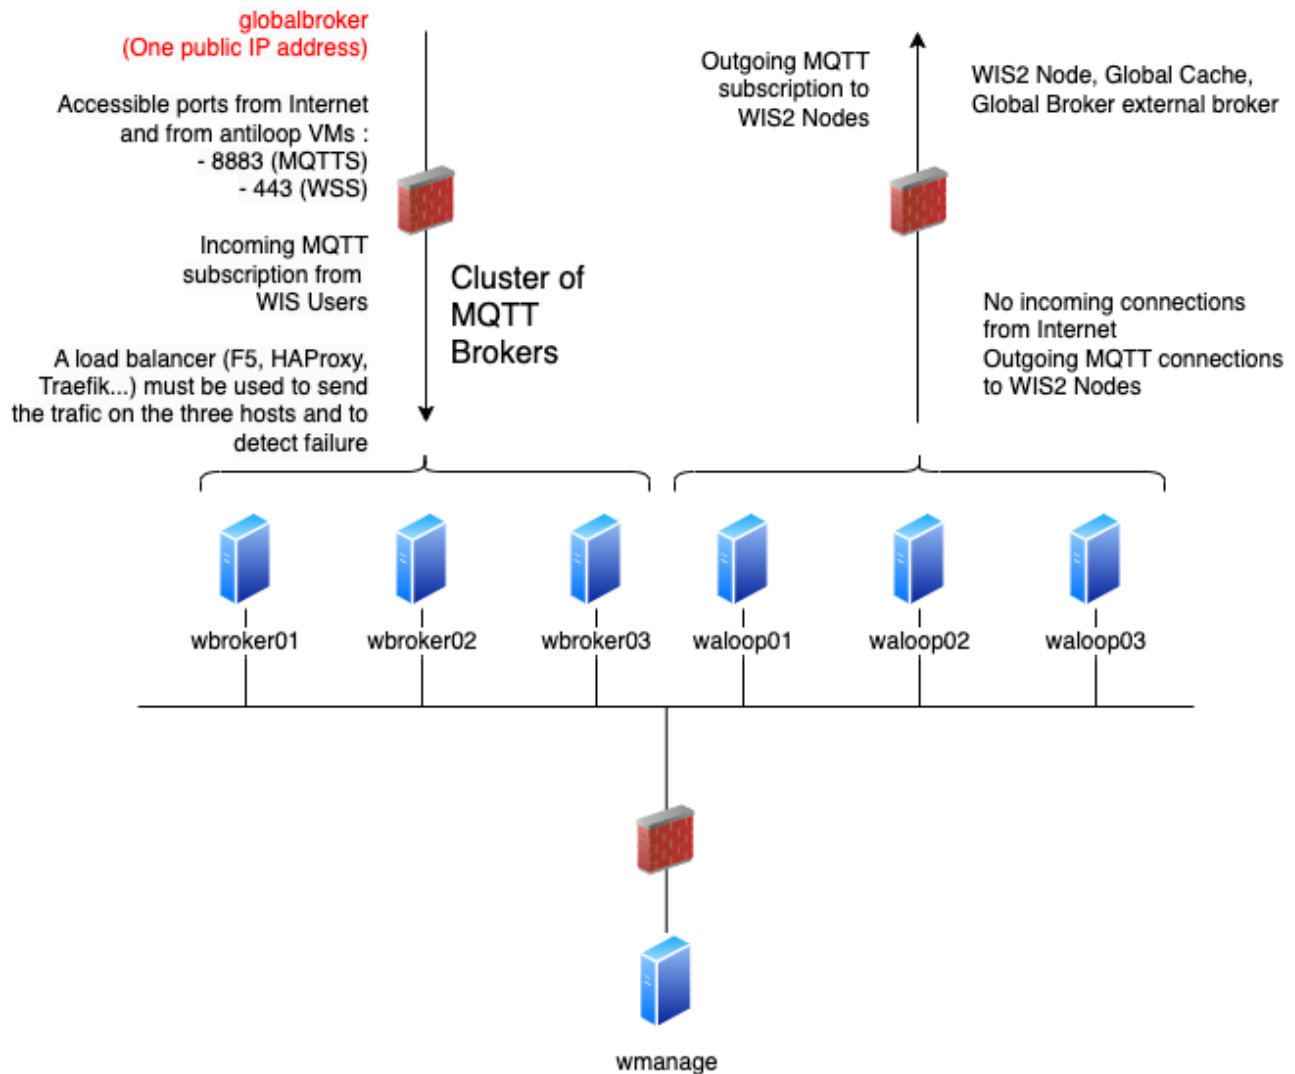 globalbroker
(One public IP address)
Accessible ports from Internet
and from antiloop VMs :
- 8883 (MQTTS)
- 443 (WSS)
Incoming MQTT
subscription from
WIS Users
A load balancer (F5, HAProxy,
Traefik...) must be used to send
the trafic on the three hosts and to
detect failure
Cluster of
MQTT
Brokers
Outgoing MQTT
subscription to
WIS2 Nodes
WIS2 Node, Global Cache,
Global Broker external broker
No incoming connections
from Internet
Outgoing MQTT connections
to WIS2 Nodes
wbroker01
wbroker02
wbroker03
waloop01
waloop02
waloop03
wmanage